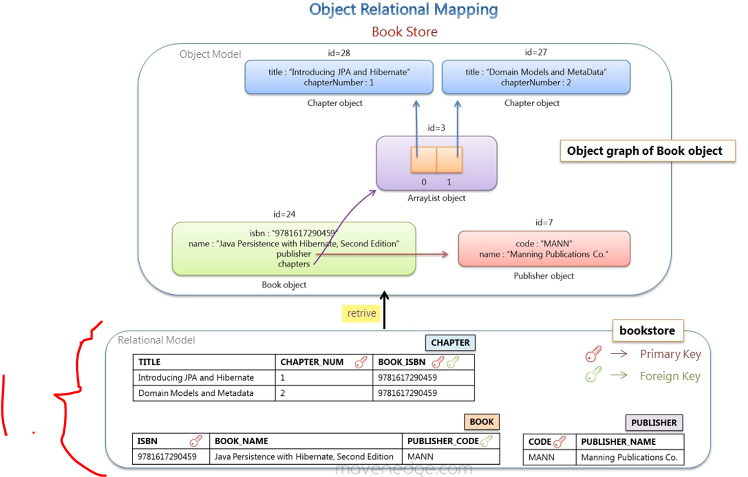 Object Relational Mapping
Book Store
Object Model
id=28
id=27
title : "Introducing JPA and Hibernate"
chapterNumber : 1
title : "Domain Models and MetaData"
chapterNumber : 2
Chapter object
Chapter object
id=3
Object graph of Book object
0 1
ArrayList object
id=24
id=7
isbn : "9781617290459"
name : "Java Persistence with Hibernate, Second Edition"
publisher
chapters
code : "MANN"
name : "Manning Publications Co."
Book object
Publisher object
retrive
1.
Relational Model
bookstore
CHAPTER
Primary Key
Foreign Key
TITLE CHAPTER_NUM BOOK_ISBN
Introducing JPA and Hibernate 1 9781617290459
Domain Models and Metadata 2 9781617290459
BOOK
PUBLISHER
ISBN BOOK_NAME PUBLISHER_CODE
9781617290459 Java Persistence with Hibernate, Second Edition MANN
CODE PUBLISHER_NAME
MANN Manning Publications Co.
mavenedge.com